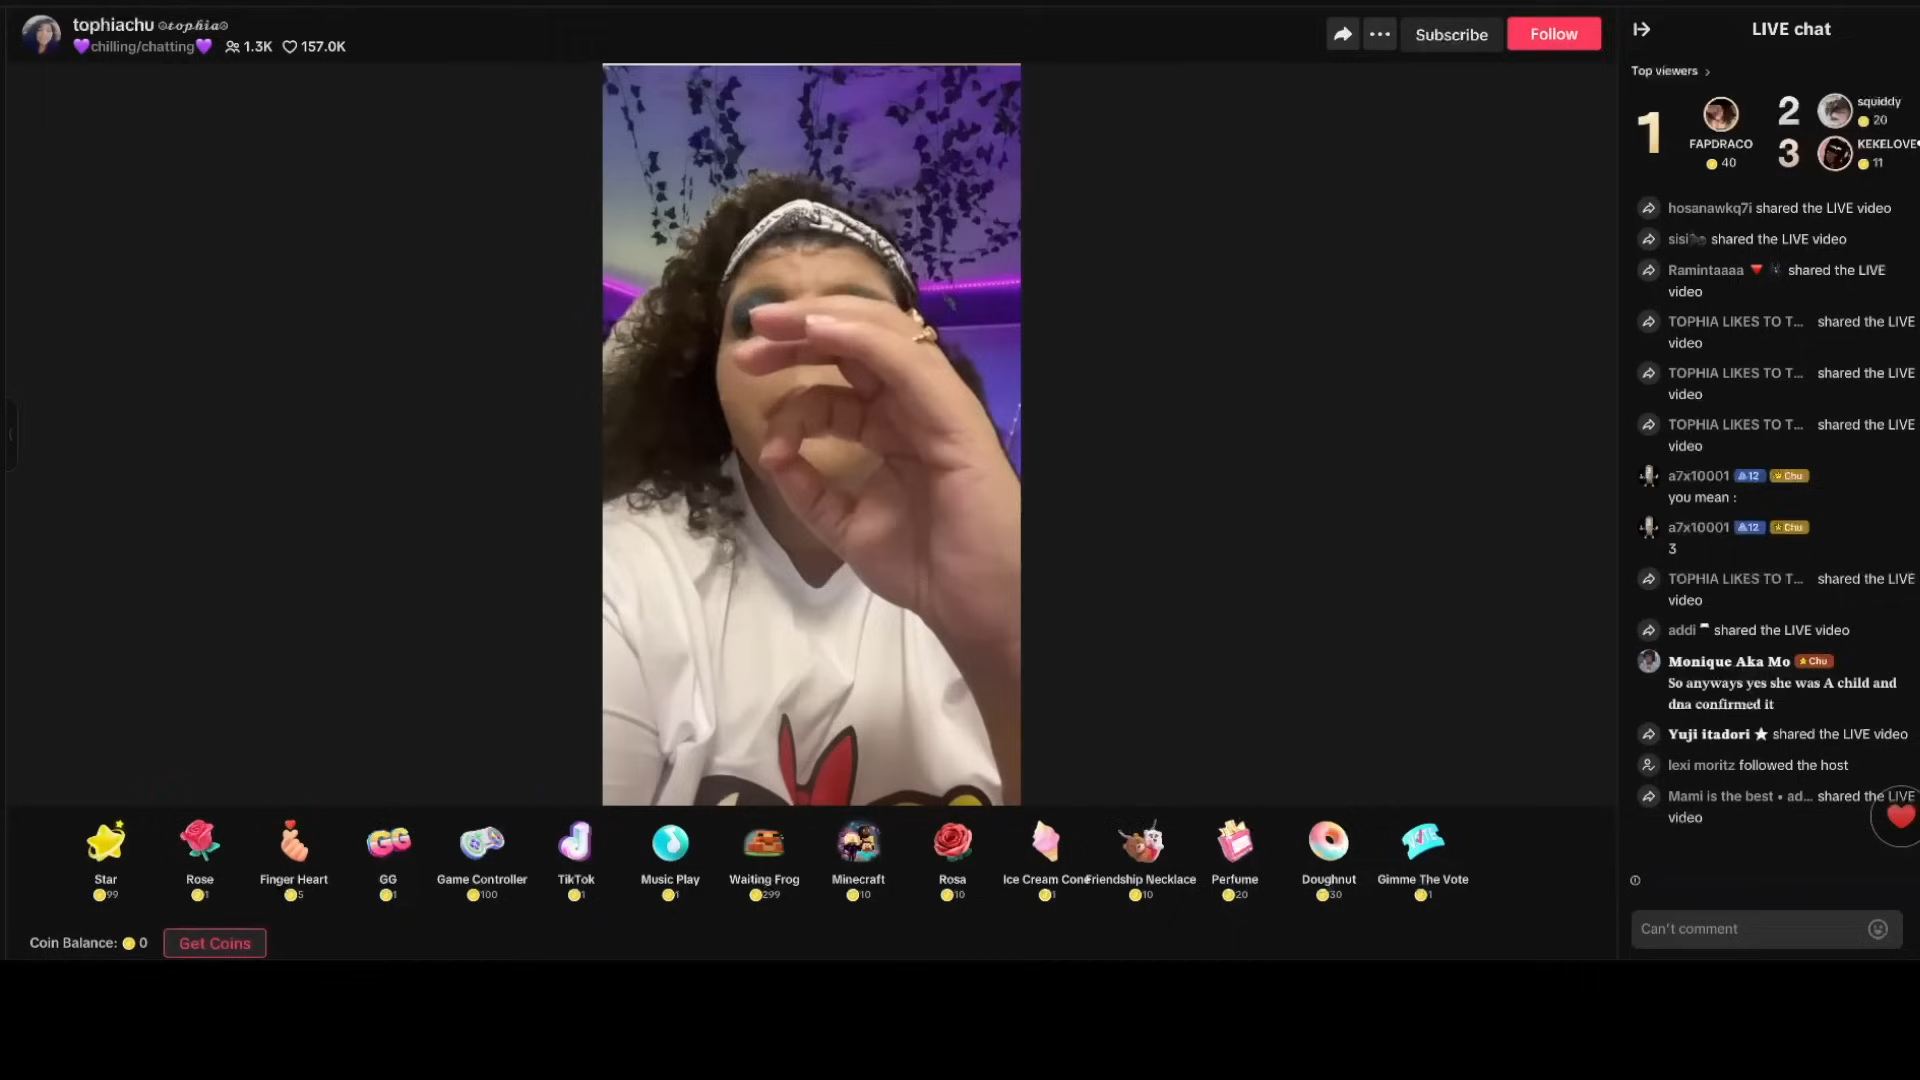 tophiachu ☮𝓽𝓸𝓹𝓱𝓲𝓪☮
💜chilling/chatting💜 1.3K 157.0K
Subscribe
Follow
LIVE chat
Top viewers >
1
FAPDRACO
40
2
squiddy
20
3
KEKELOVE
11
hosanawkq7i shared the LIVE video
sisi shared the LIVE video
Ramintaaaa 🔻 shared the LIVE
video
TOPHIA LIKES TO T... shared the LIVE
video
TOPHIA LIKES TO T... shared the LIVE
video
TOPHIA LIKES TO T... shared the LIVE
video
a7x10001 12 Chu
you mean :
a7x10001 12 Chu
3
TOPHIA LIKES TO T... shared the LIVE
video
addi shared the LIVE video
Monique Aka Mo Chu
So anyways yes she was A child and
dna confirmed it
Yuji itadori ★ shared the LIVE video
lexi moritz followed the host
Mami is the best • ad... shared the LIVE
video
Can't comment
GG
VOTE
Star Rose Finger Heart GG Game Controller TikTok Music Play Waiting Frog Minecraft Rosa Ice Cream Cone Friendship Necklace Perfume Doughnut Gimme The Vote
99 1 5 1 100 1 1 299 10 10 1 10 20 30 1
Coin Balance: 0 Get Coins